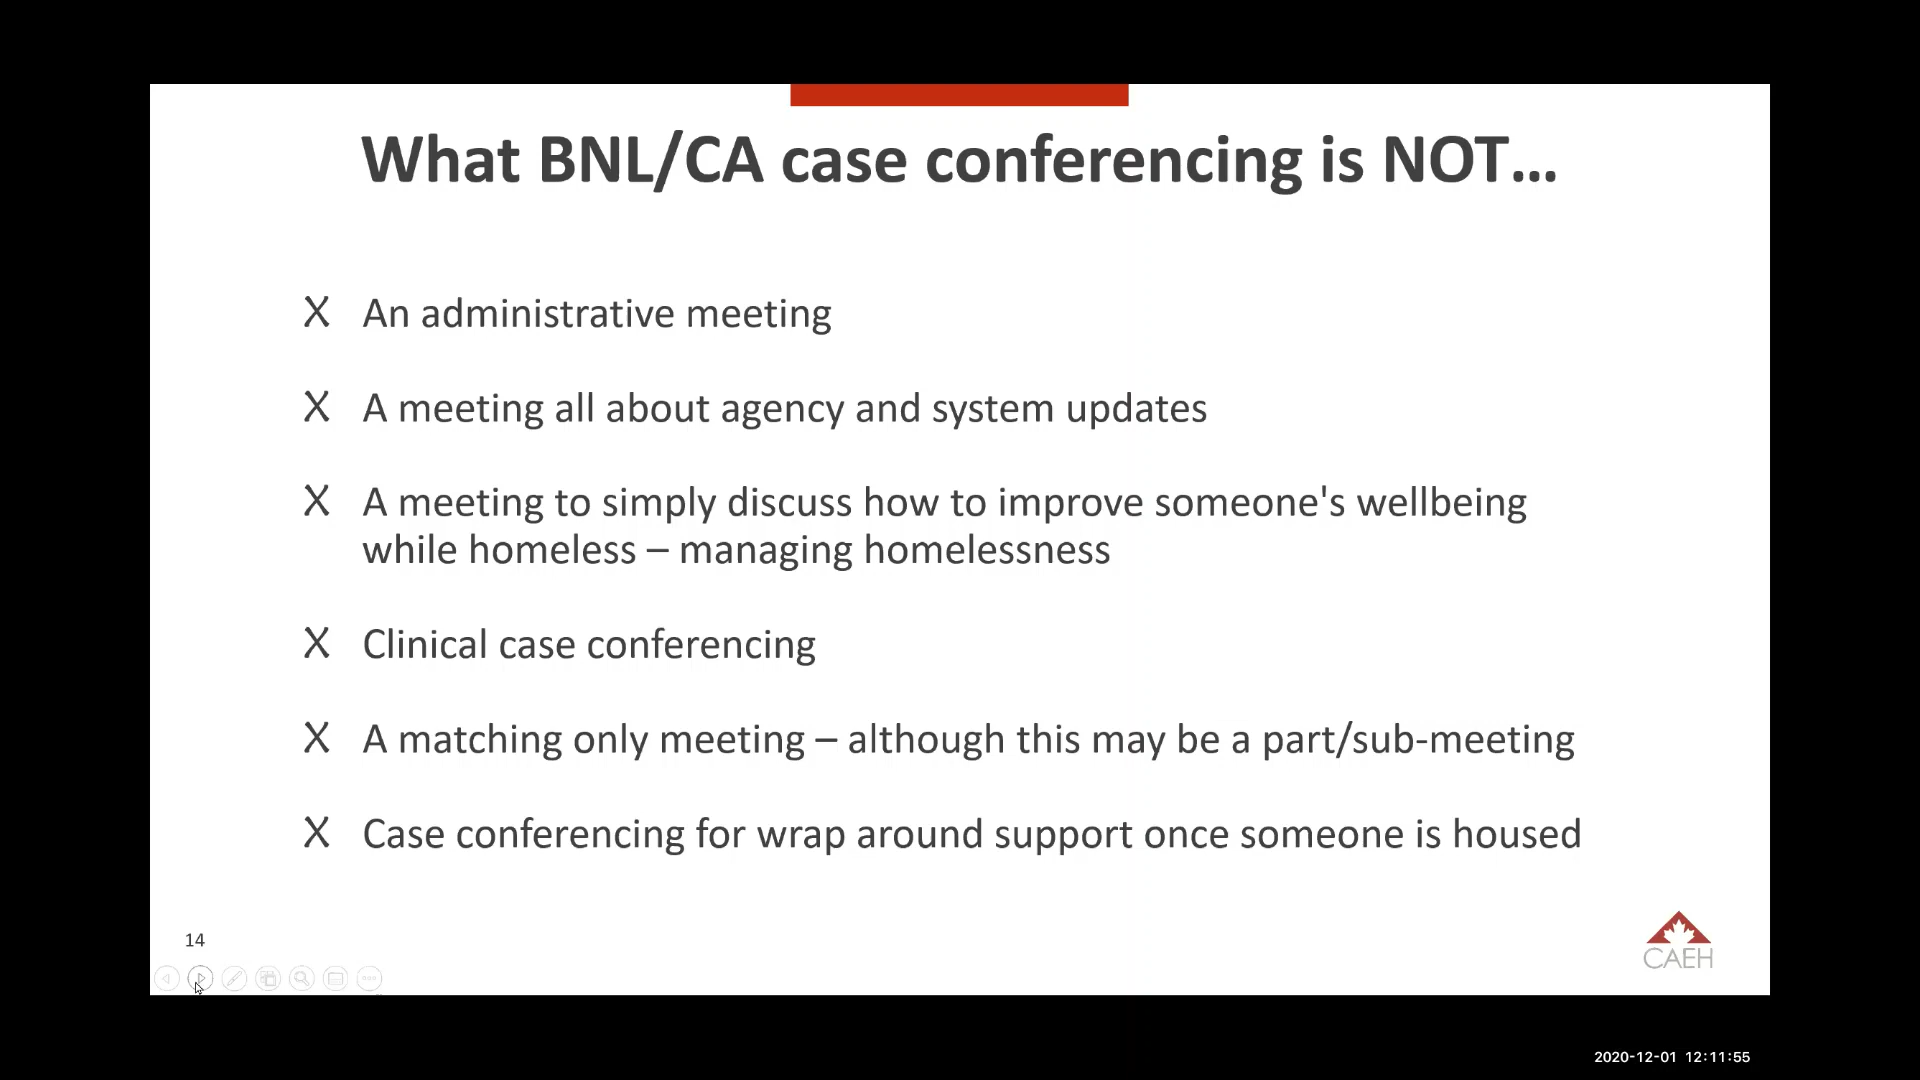 What BNL/CA case conferencing is NOT…
X An administrative meeting
X A meeting all about agency and system updates
X A meeting to simply discuss how to improve someone's wellbeing
while homeless – managing homelessness
X Clinical case conferencing
X A matching only meeting – although this may be a part/sub-meeting
X Case conferencing for wrap around support once someone is housed
14
CAEH
2020-12-01 12:11:55